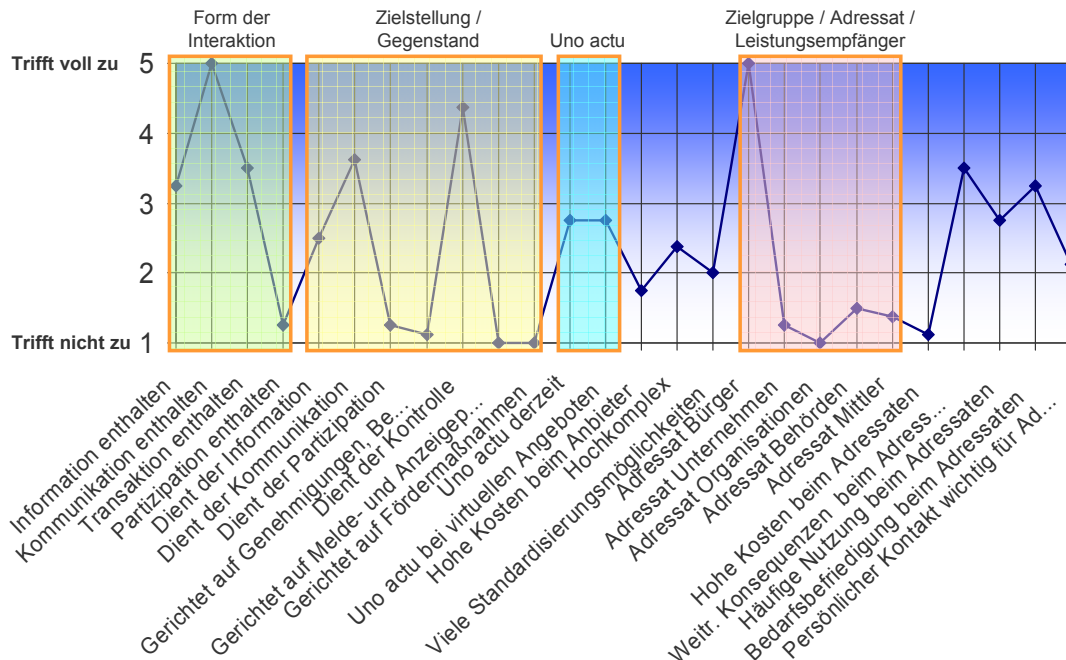 Form der
Interaktion
Zielstellung /
Gegenstand
Uno actu
Zielgruppe / Adressat /
Leistungsempfänger
Trifft voll zu
5
4
3
2
Trifft nicht zu
1
Information enthalten
Kommunikation enthalten
Transaktion enthalten
Partizipation enthalten
Dient der Information
Dient der Kommunikation
Dient der Partizipation
Gerichtet auf Genehmigungen, Be...
Dient der Kontrolle
Gerichtet auf Melde- und Anzeigep...
Gerichtet auf Fördermaßnahmen
Uno actu derzeit
Uno actu bei virtuellen Angeboten
Hohe Kosten beim Anbieter
Hochkomplex
Viele Standardisierungsmöglichkeiten
Adressat Bürger
Adressat Unternehmen
Adressat Organisationen
Adressat Behörden
Adressat Mittler
Hohe Kosten beim Adressaten
Weitr. Konsequenzen beim Adress...
Häufige Nutzung beim Adressaten
Bedarfsbefriedigung beim Adressaten
Persönlicher Kontakt wichtig für Ad...